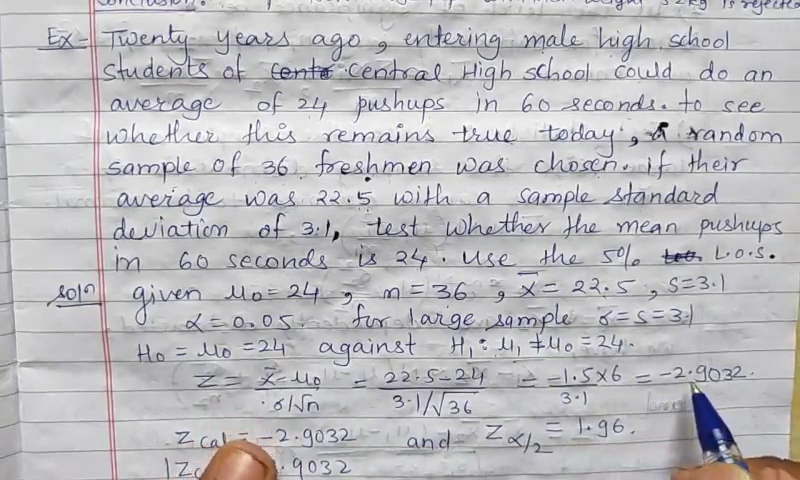 Conclusion: is rejected
Ex- Twenty years ago, entering male high school
students of central High school could do an
average of 24 pushups in 60 seconds. to see
whether this remains true today, a random
sample of 36 freshmen was chosen. if their
average was 22.5 with a sample standard
deviation of 3.1, test whether the mean pushups
in 60 seconds is 24. Use the 5% L.O.S.
Solⁿ given μ₀ = 24, n = 36, x̄ = 22.5, s = 3.1
α = 0.05. for large sample σ = s = 3.1
H₀ = μ₀ = 24 against H₁ : μ₁ ≠ μ₀ = 24.
Z = x̄ - μ₀ / σ/√n = 22.5 - 24 / 3.1/√36 = -1.5 × 6 / 3.1 = -2.9032.
Z cal = -2.9032 and Z α/2 = 1.96.
.9032